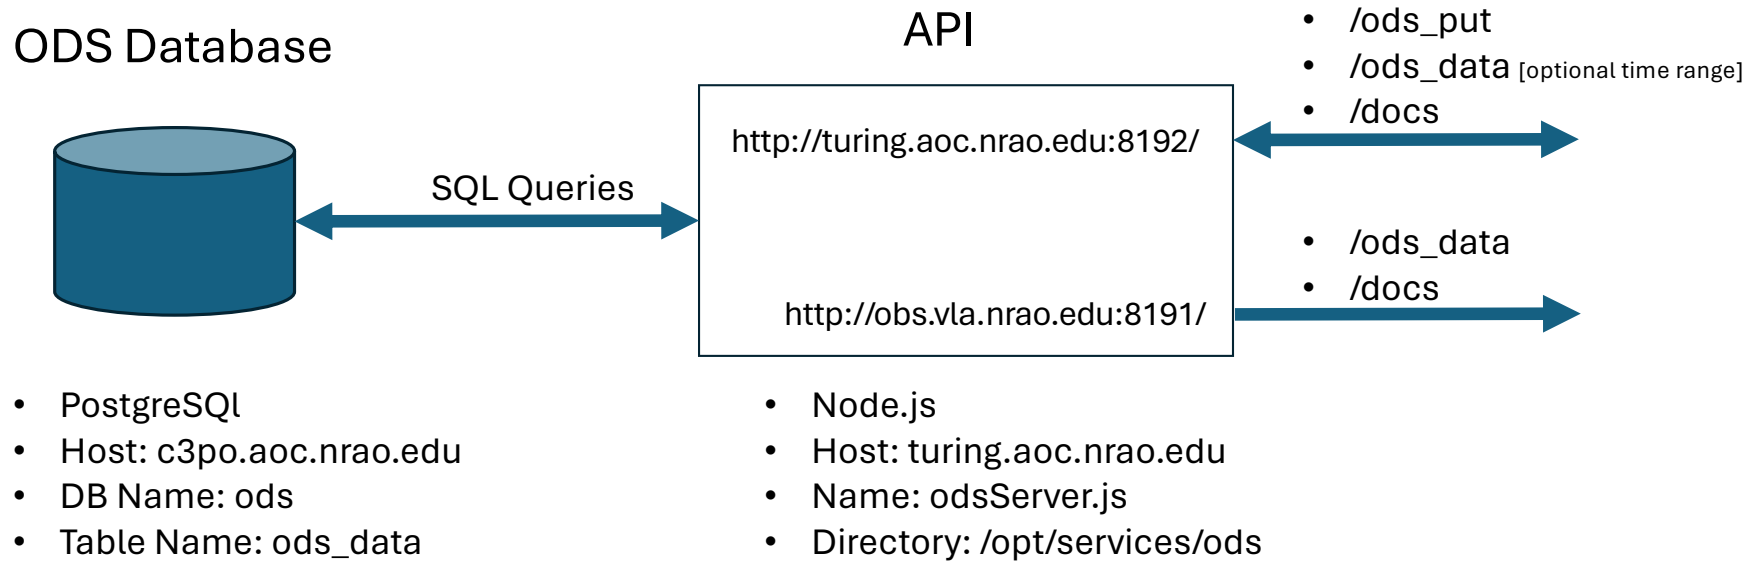 ODS Database
API
• /ods_put
• /ods_data [optional time range]
• /docs
http://turing.aoc.nrao.edu:8192/
SQL Queries
• /ods_data
• /docs
http://obs.vla.nrao.edu:8191/
• PostgreSQl
• Host: c3po.aoc.nrao.edu
• DB Name: ods
• Table Name: ods_data
• Node.js
• Host: turing.aoc.nrao.edu
• Name: odsServer.js
• Directory: /opt/services/ods